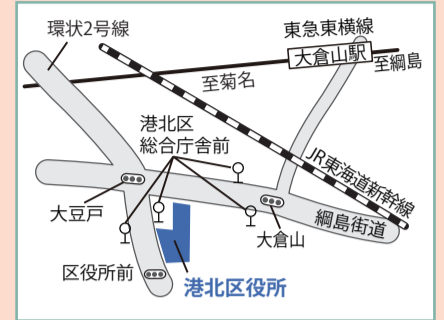 環状2号線
東急東横線
大倉山駅
至綱島
至菊名
港北区
総合庁舎前
JR東海道新幹線
大豆戸
大倉山
綱島街道
区役所前
港北区役所